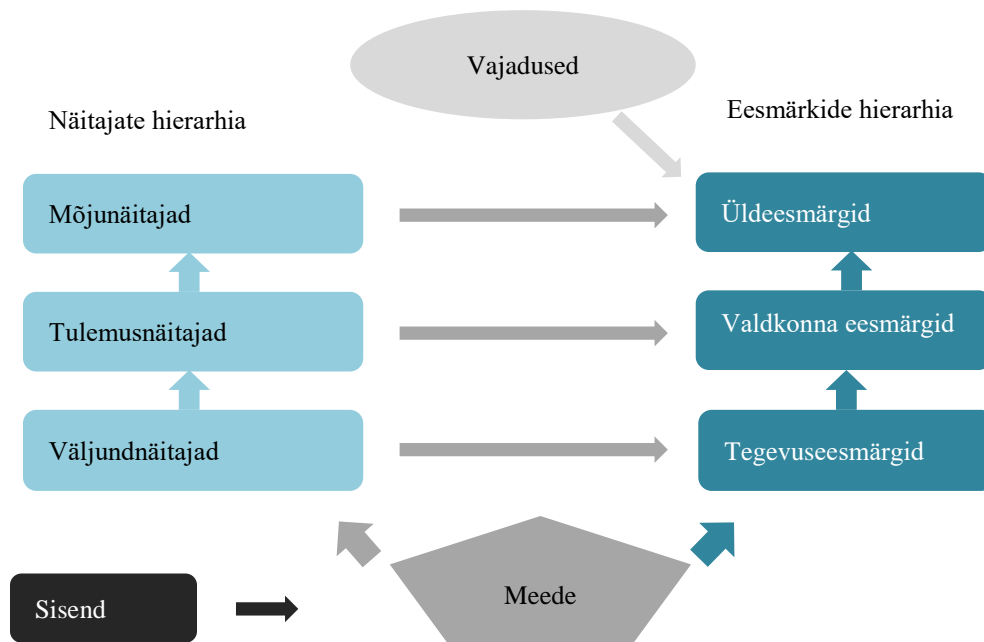 Vajadused
Näitajate hierarhia
Eesmärkide hierarhia
Mõjunäitajad
Üldeesmärgid
Tulemusnäitajad
Valdkonna eesmärgid
Väljundnäitajad
Tegevuseesmärgid
Sisend
Meede